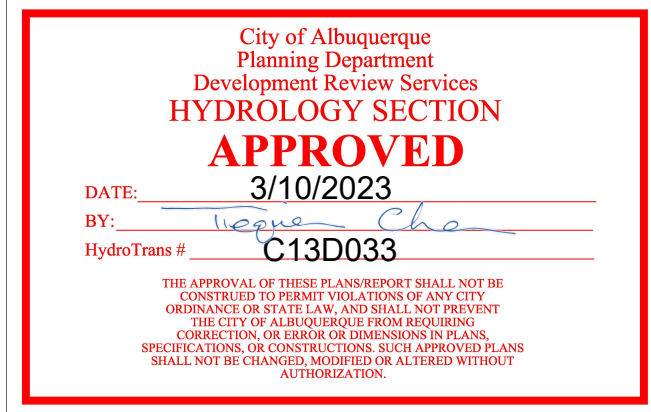 City of Albuquerque
Planning Department
Development Review Services
HYDROLOGY SECTION
APPROVED
DATE: 3/10/2023
BY:
HydroTrans # C13D033
THE APPROVAL OF THESE PLANS/REPORT SHALL NOT BE
CONSTRUED TO PERMIT VIOLATIONS OF ANY CITY
ORDINANCE OR STATE LAW, AND SHALL NOT PREVENT
THE CITY OF ALBUQUERQUE FROM REQUIRING
CORRECTION, OR ERROR OR DIMENSIONS IN PLANS,
SPECIFICATIONS, OR CONSTRUCTIONS. SUCH APPROVED PLANS
SHALL NOT BE CHANGED, MODIFIED OR ALTERED WITHOUT
AUTHORIZATION.